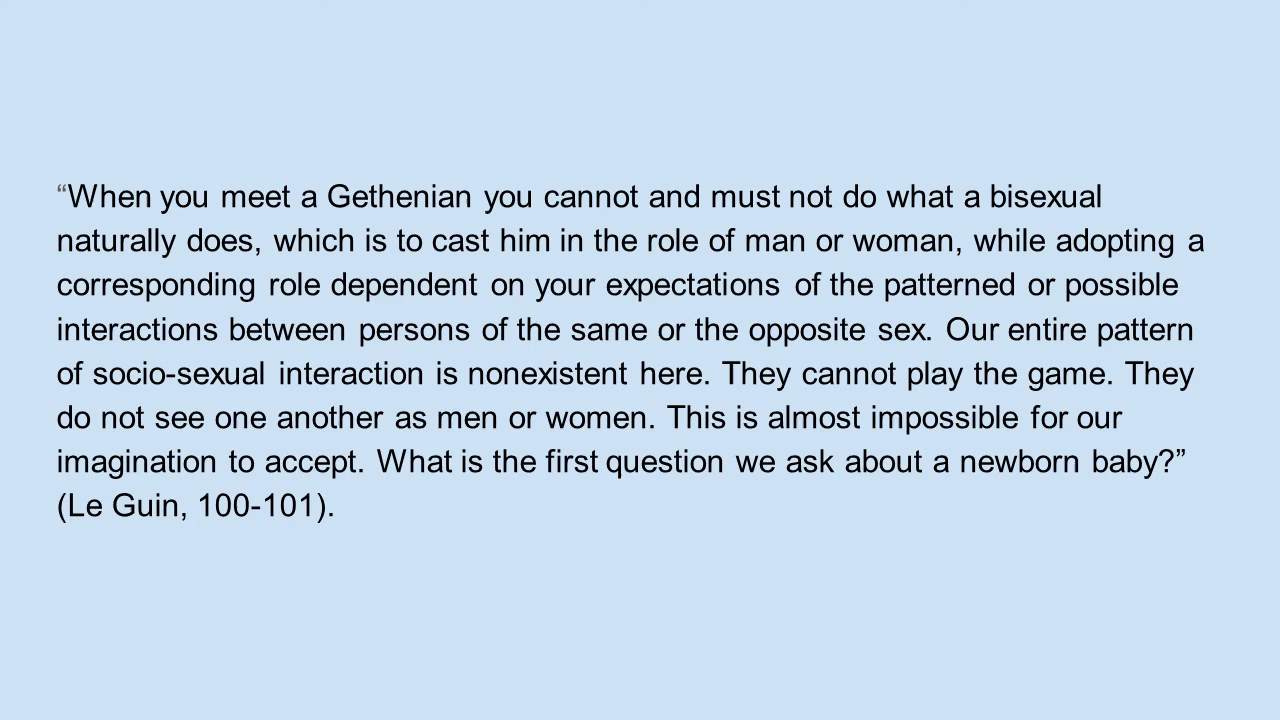 “When you meet a Gethenian you cannot and must not do what a bisexual
naturally does, which is to cast him in the role of man or woman, while adopting a
corresponding role dependent on your expectations of the patterned or possible
interactions between persons of the same or the opposite sex. Our entire pattern
of socio-sexual interaction is nonexistent here. They cannot play the game. They
do not see one another as men or women. This is almost impossible for our
imagination to accept. What is the first question we ask about a newborn baby?”
(Le Guin, 100-101).